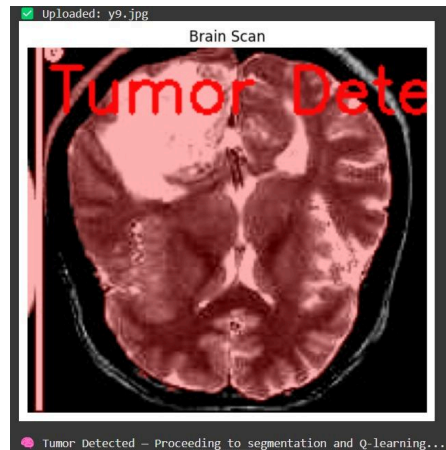 ✅ Uploaded: y9.jpg
Brain Scan
Tumor Dete
🧠 Tumor Detected — Proceeding to segmentation and Q-learning...